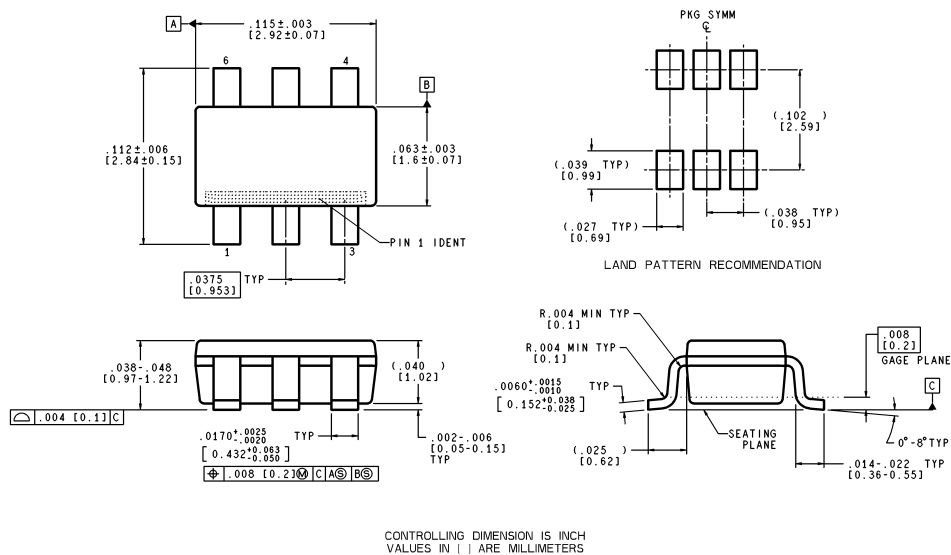 A
.115±.003
[2.92±0.07]
6
4
B
.112±.006
[2.84±0.15]
.063±.003
[1.6±0.07]
1
3
PIN 1 IDENT
.0375
[0.953]
TYP
PKG SYMM
℄
(.102 )
[2.59]
(.039 TYP)
[0.99]
(.027 TYP)
[0.69]
(.038 TYP)
[0.95]
LAND PATTERN RECOMMENDATION
.038-.048
[0.97-1.22]
(.040 )
[1.02]
⌓ .004 [0.1] C
.0170 +.0025 -.0020
[0.432 +0.063 -0.050]
TYP
.002-.006
[0.05-0.15]
TYP
⌖ .008 [0.2]Ⓜ C AⓈ BⓈ
R.004 MIN TYP
[0.1]
R.004 MIN TYP
[0.1]
.0060 +.0015 -.0010
[0.152 +0.038 -0.025]
TYP
.008
[0.2]
GAGE PLANE
C
SEATING
PLANE
0°-8° TYP
(.025 )
[0.62]
.014-.022 TYP
[0.36-0.55]
CONTROLLING DIMENSION IS INCH
VALUES IN [ ] ARE MILLIMETERS